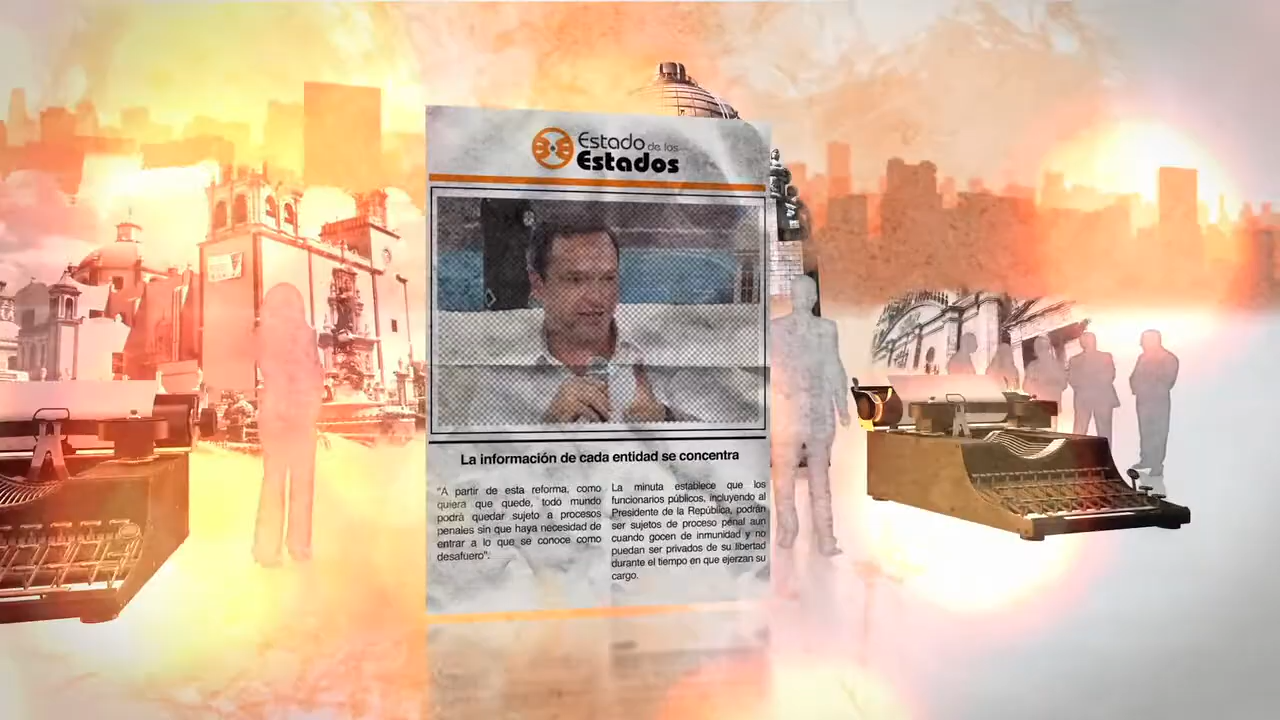 Estado de los
Estados
La información de cada entidad se concentra
"A partir de esta reforma, como
quiera que quede, todo mundo
podrá quedar sujeto a procesos
penales sin que haya necesidad de
entrar a lo que se conoce como
desafuero".
La minuta establece que los
funcionarios públicos, incluyendo al
Presidente de la República, podrán
ser sujetos de proceso penal aun
cuando gocen de inmunidad y no
puedan ser privados de su libertad
durante el tiempo en que ejerzan su
cargo.